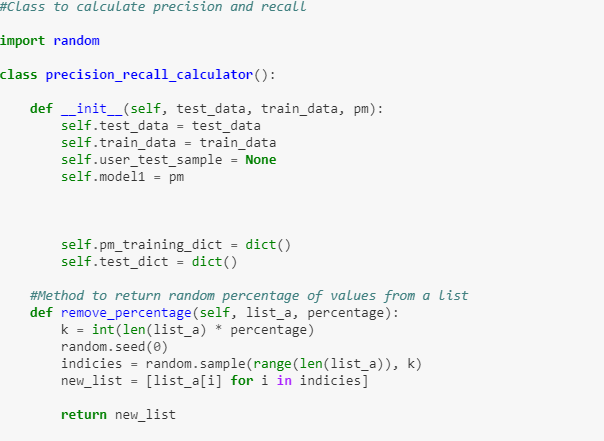 #Class to calculate precision and recall
import random
class precision_recall_calculator():
    def __init__(self, test_data, train_data, pm):
        self.test_data = test_data
        self.train_data = train_data
        self.user_test_sample = None
        self.model1 = pm
        self.pm_training_dict = dict()
        self.test_dict = dict()
    #Method to return random percentage of values from a list
    def remove_percentage(self, list_a, percentage):
        k = int(len(list_a) * percentage)
        random.seed(0)
        indicies = random.sample(range(len(list_a)), k)
        new_list = [list_a[i] for i in indicies]
        return new_list